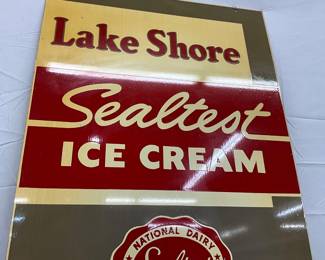 Lake Shore
Sealtest
ICE CREAM
NATIONAL DAIRY